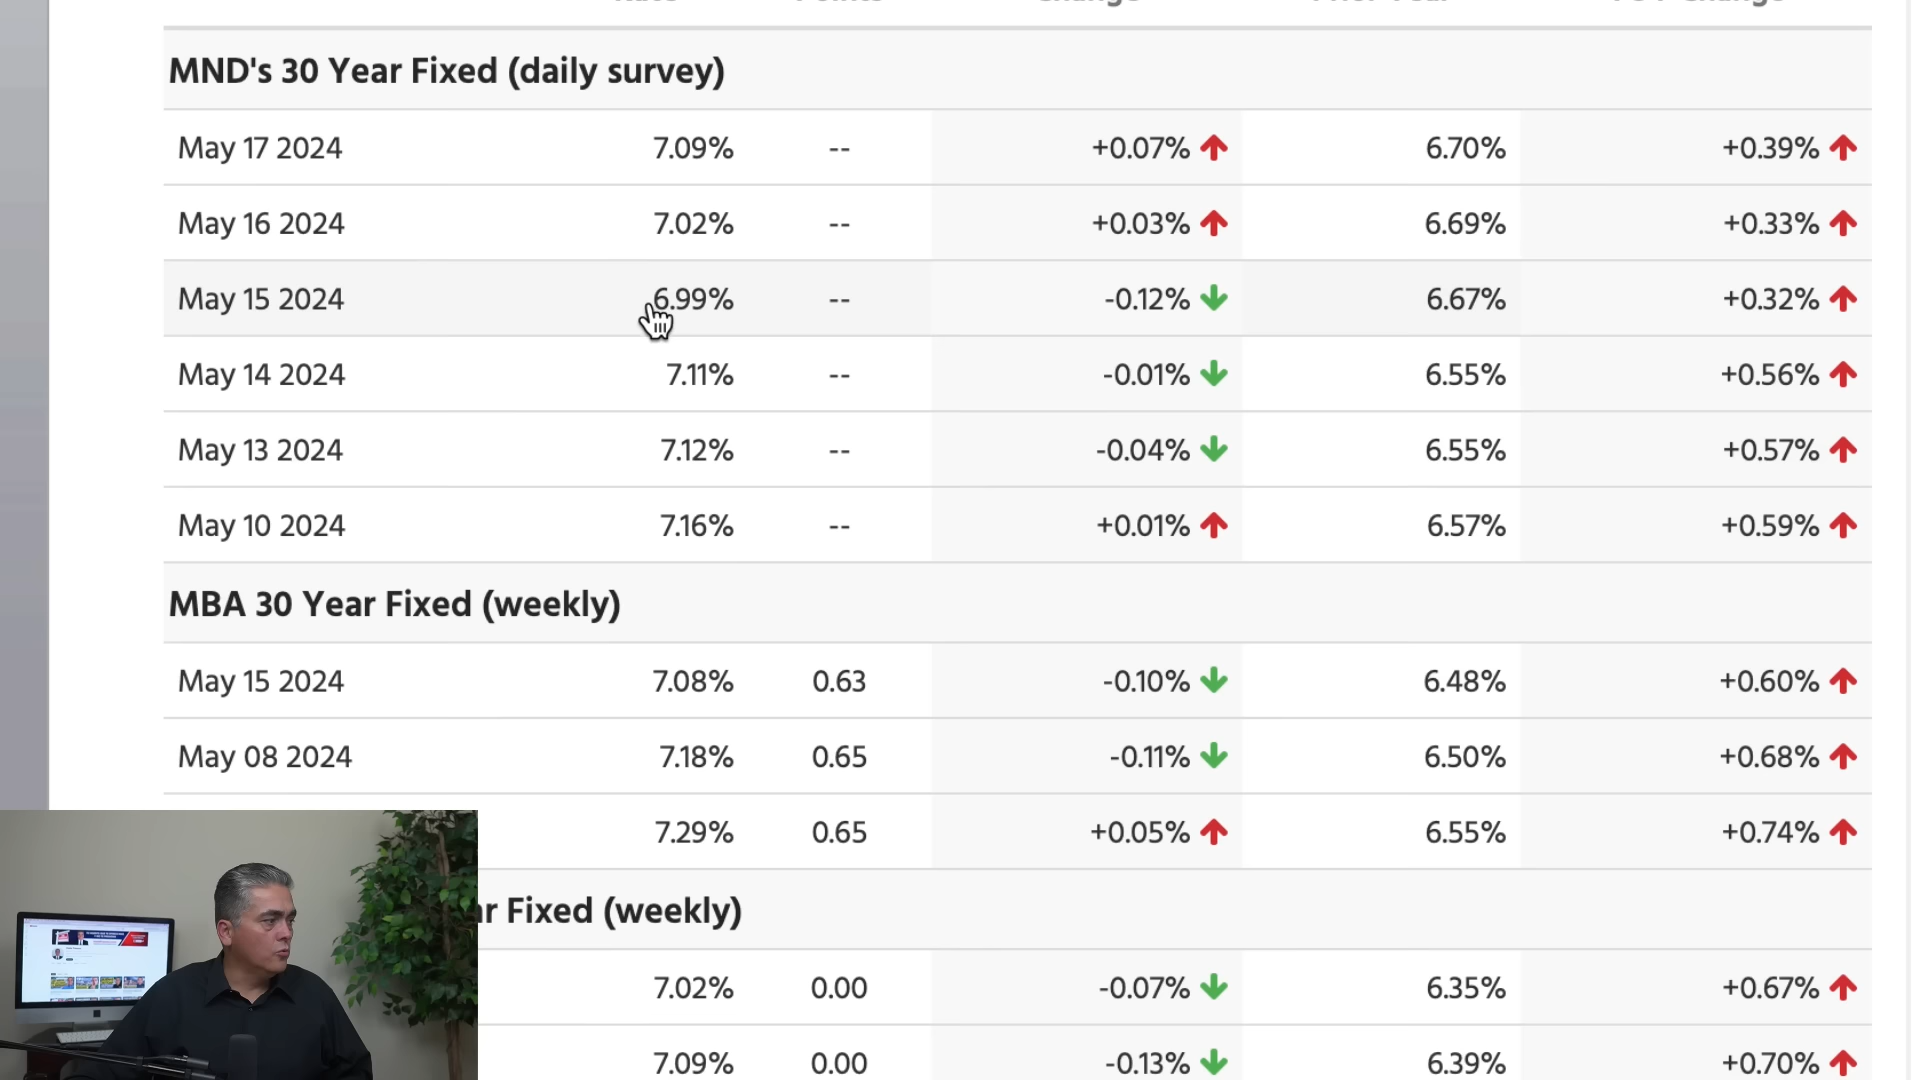 MND's 30 Year Fixed (daily survey)
May 17 2024 7.09% -- +0.07% 6.70% +0.39%
May 16 2024 7.02% -- +0.03% 6.69% +0.33%
May 15 2024 6.99% -- -0.12% 6.67% +0.32%
May 14 2024 7.11% -- -0.01% 6.55% +0.56%
May 13 2024 7.12% -- -0.04% 6.55% +0.57%
May 10 2024 7.16% -- +0.01% 6.57% +0.59%
MBA 30 Year Fixed (weekly)
May 15 2024 7.08% 0.63 -0.10% 6.48% +0.60%
May 08 2024 7.18% 0.65 -0.11% 6.50% +0.68%
7.29% 0.65 +0.05% 6.55% +0.74%
Fixed (weekly)
7.02% 0.00 -0.07% 6.35% +0.67%
7.09% 0.00 -0.13% 6.39% +0.70%